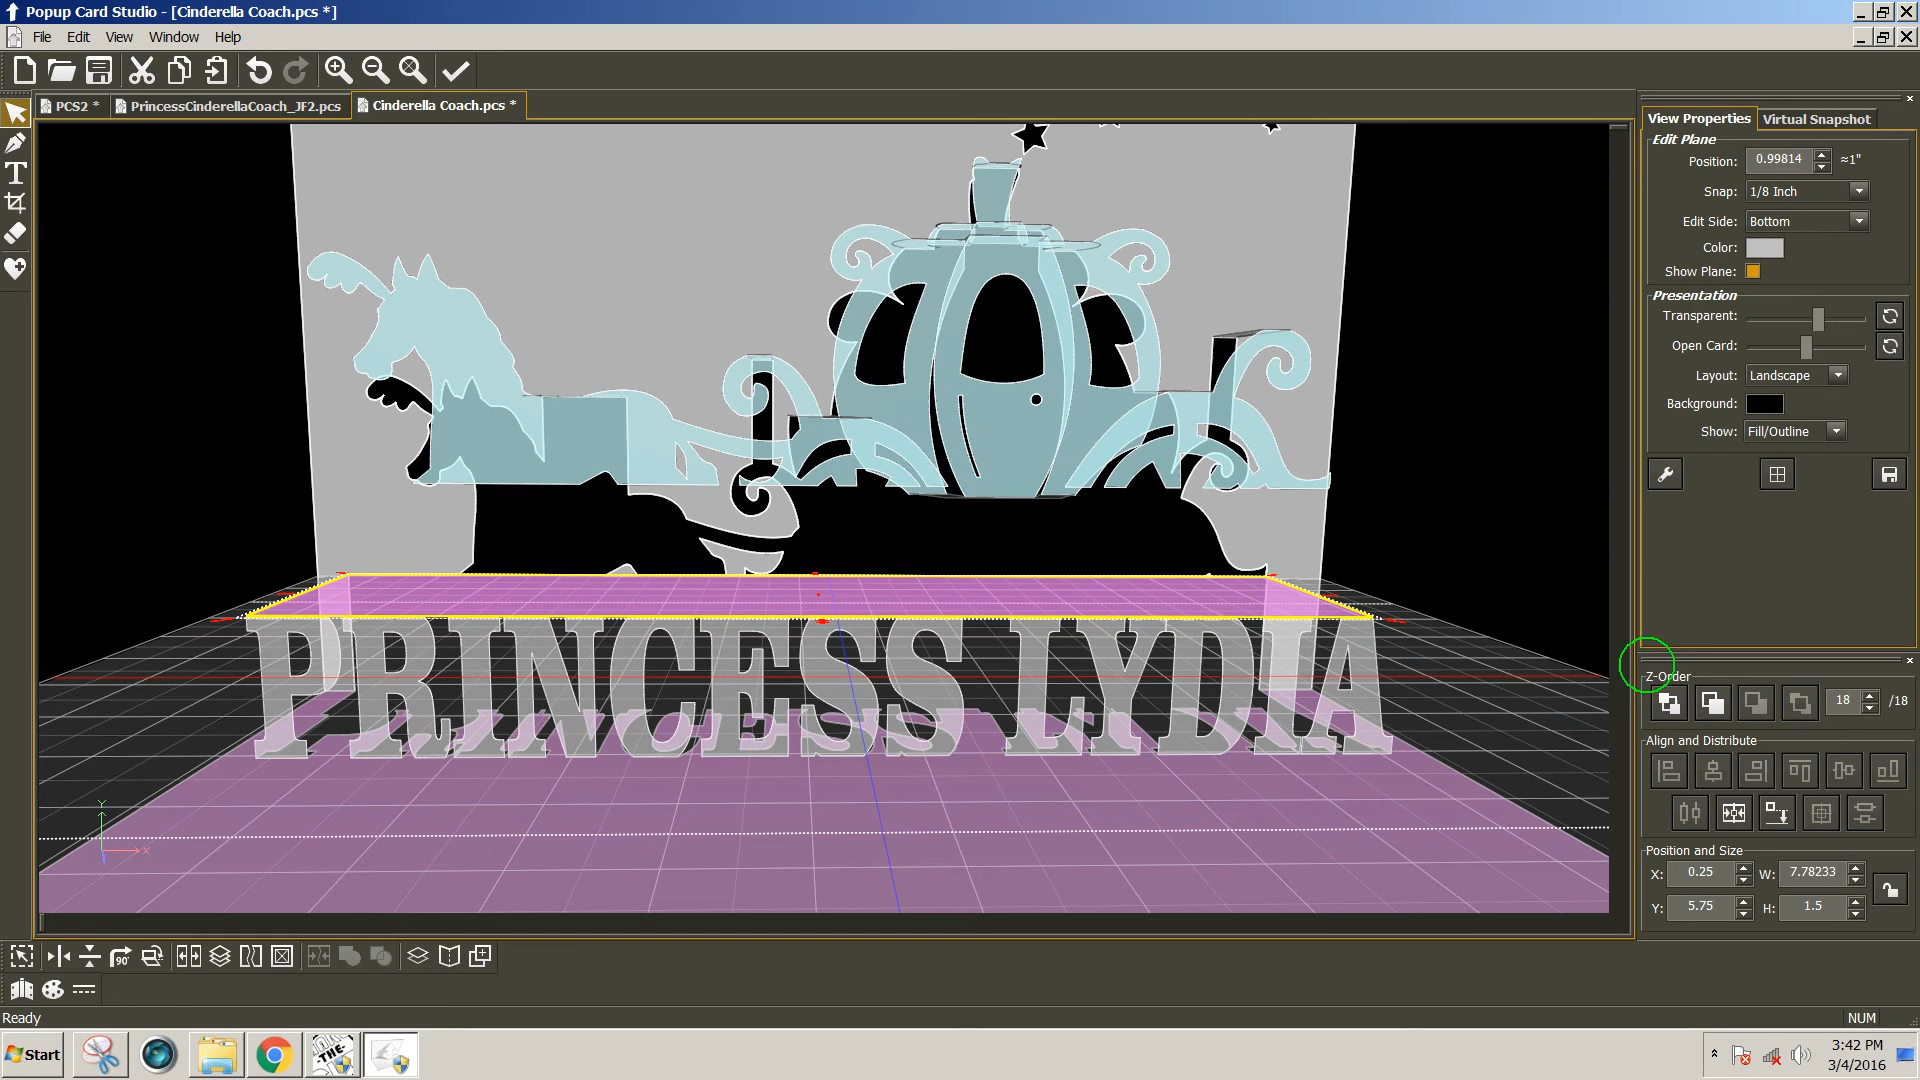 Popup Card Studio - [Cinderella Coach.pcs *]
File Edit View Window Help
PCS2 * PrincessCinderellaCoach_JF2.pcs Cinderella Coach.pcs *
View Properties Virtual Snapshot
Edit Plane
Position: 0.99814 ≈1"
Snap: 1/8 Inch
Edit Side: Bottom
Color:
Show Plane:
Presentation
Transparent:
Open Card:
Layout: Landscape
Background:
Show: Fill/Outline
PRINCESS LYDIA
Z-Order
18 /18
Align and Distribute
Position and Size
X: 0.25 W: 7.78233
Y: 5.75 H: 1.5
Y
X
90°
Ready
NUM
Start
-THE-
3:42 PM
3/4/2016